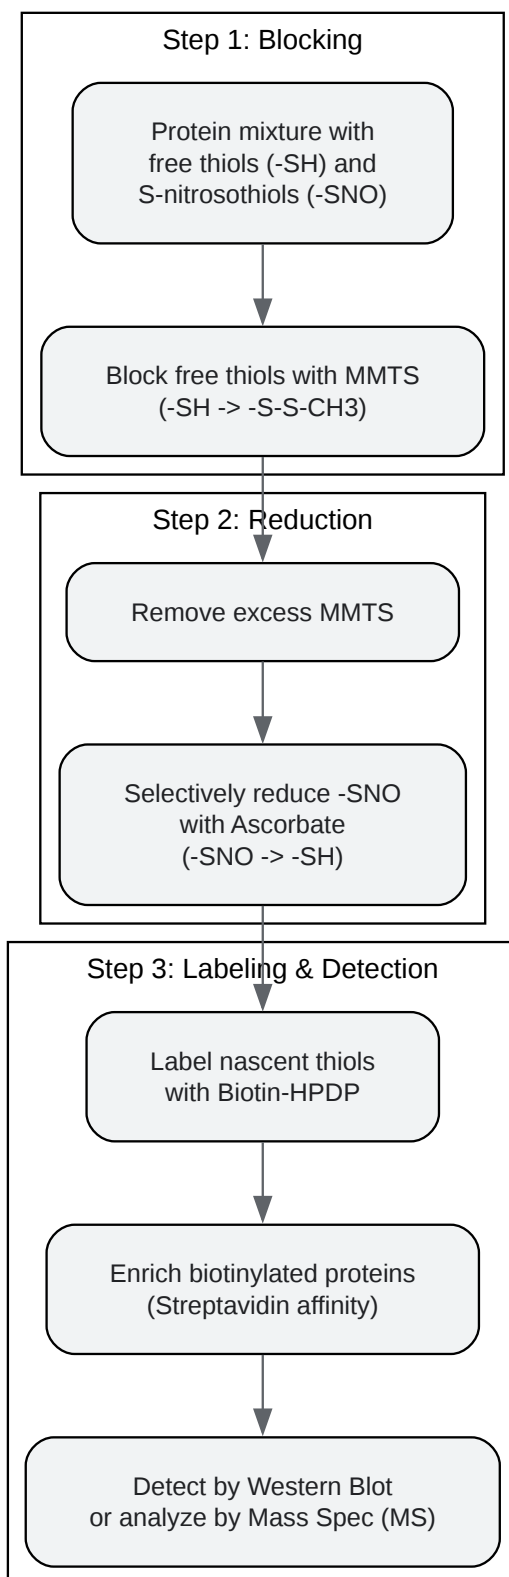 Step 1: Blocking
Protein mixture with
free thiols (-SH) and
S-nitrosothiols (-SNO)
Block free thiols with MMTS
(-SH -> -S-S-CH3)
Step 2: Reduction
Remove excess MMTS
Selectively reduce -SNO
with Ascorbate
(-SNO -> -SH)
Step 3: Labeling & Detection
Label nascent thiols
with Biotin-HPDP
Enrich biotinylated proteins
(Streptavidin affinity)
Detect by Western Blot
or analyze by Mass Spec (MS)